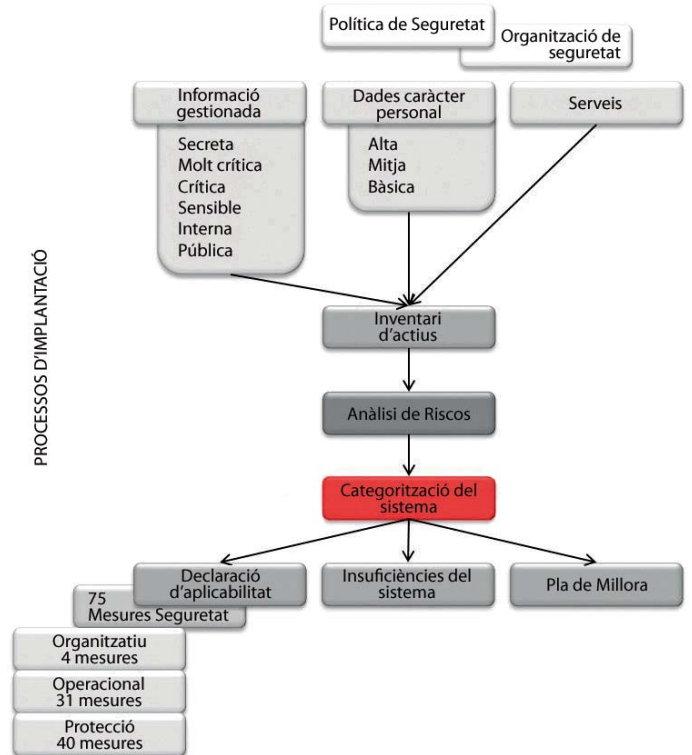 Política de Seguretat
Organització de
seguretat
Informació
gestionada
Secreta
Molt crítica
Crítica
Sensible
Interna
Pública
Dades caràcter
personal
Alta
Mitja
Bàsica
Serveis
PROCESSOS D'IMPLANTACIÓ
Inventari
d'actius
Anàlisi de Riscos
Categorització del
sistema
Declaració
d'aplicabilitat
Insuficiències del
sistema
Pla de Millora
75
Mesures Seguretat
Organitzatiu
4 mesures
Operacional
31 mesures
Protecció
40 mesures